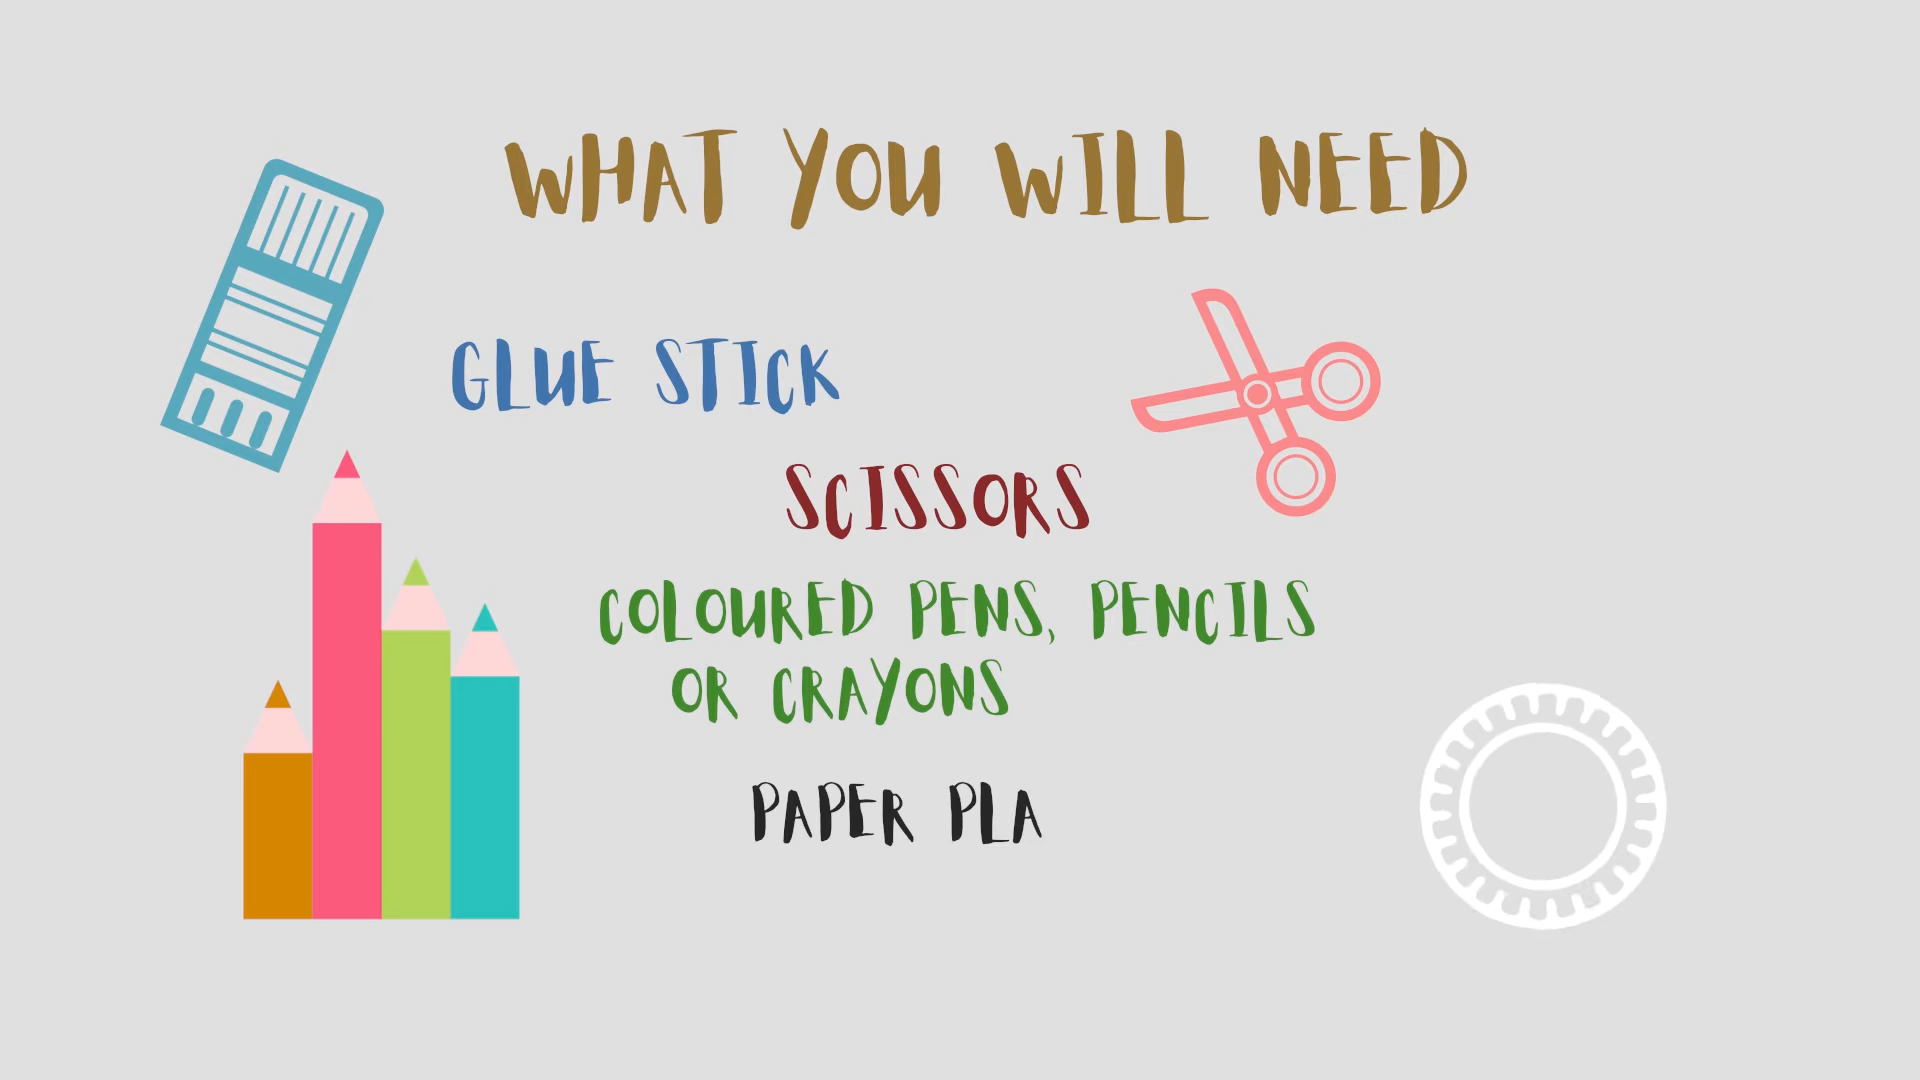 WHAT YOU WILL NEED
GLUE STICK
SCISSORS
COLOURED PENS, PENCILS
OR CRAYONS
PAPER PLA